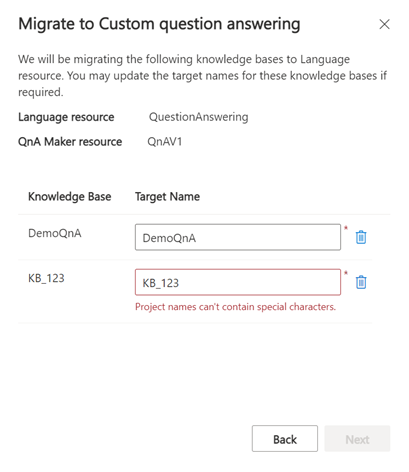 Migrate to Custom question answering
We will be migrating the following knowledge bases to Language
resource. You may update the target names for these knowledge bases if
required.
Language resource QuestionAnswering
QnA Maker resource QnAV1
Knowledge Base Target Name
DemoQnA DemoQnA *
KB_123 KB_123 *
Project names can't contain special characters.
Back Next